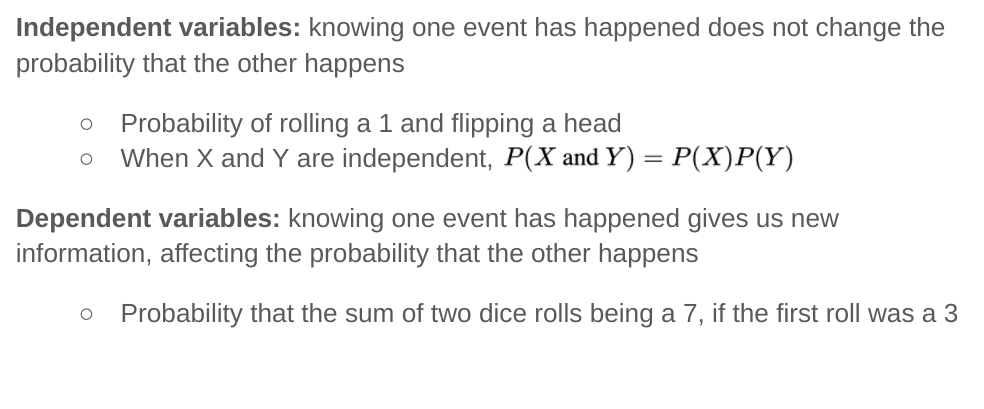 Independent variables: knowing one event has happened does not change the
probability that the other happens
○ Probability of rolling a 1 and flipping a head
○ When X and Y are independent, P(X and Y) = P(X)P(Y)
Dependent variables: knowing one event has happened gives us new
information, affecting the probability that the other happens
○ Probability that the sum of two dice rolls being a 7, if the first roll was a 3